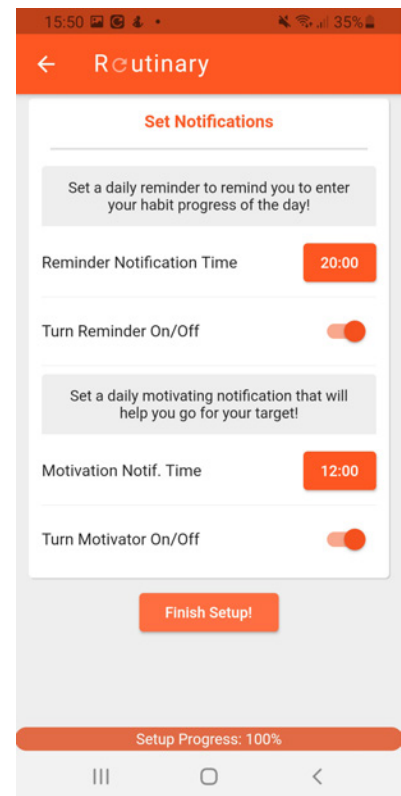 15:50 35%
Routinary
Set Notifications
Set a daily reminder to remind you to enter
your habit progress of the day!
Reminder Notification Time 20:00
Turn Reminder On/Off
Set a daily motivating notification that will
help you go for your target!
Motivation Notif. Time 12:00
Turn Motivator On/Off
Finish Setup!
Setup Progress: 100%